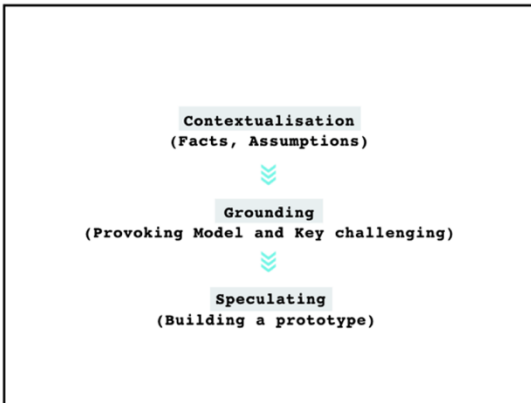 Contextualisation
(Facts, Assumptions)
Grounding
(Provoking Model and Key challenging)
Speculating
(Building a prototype)